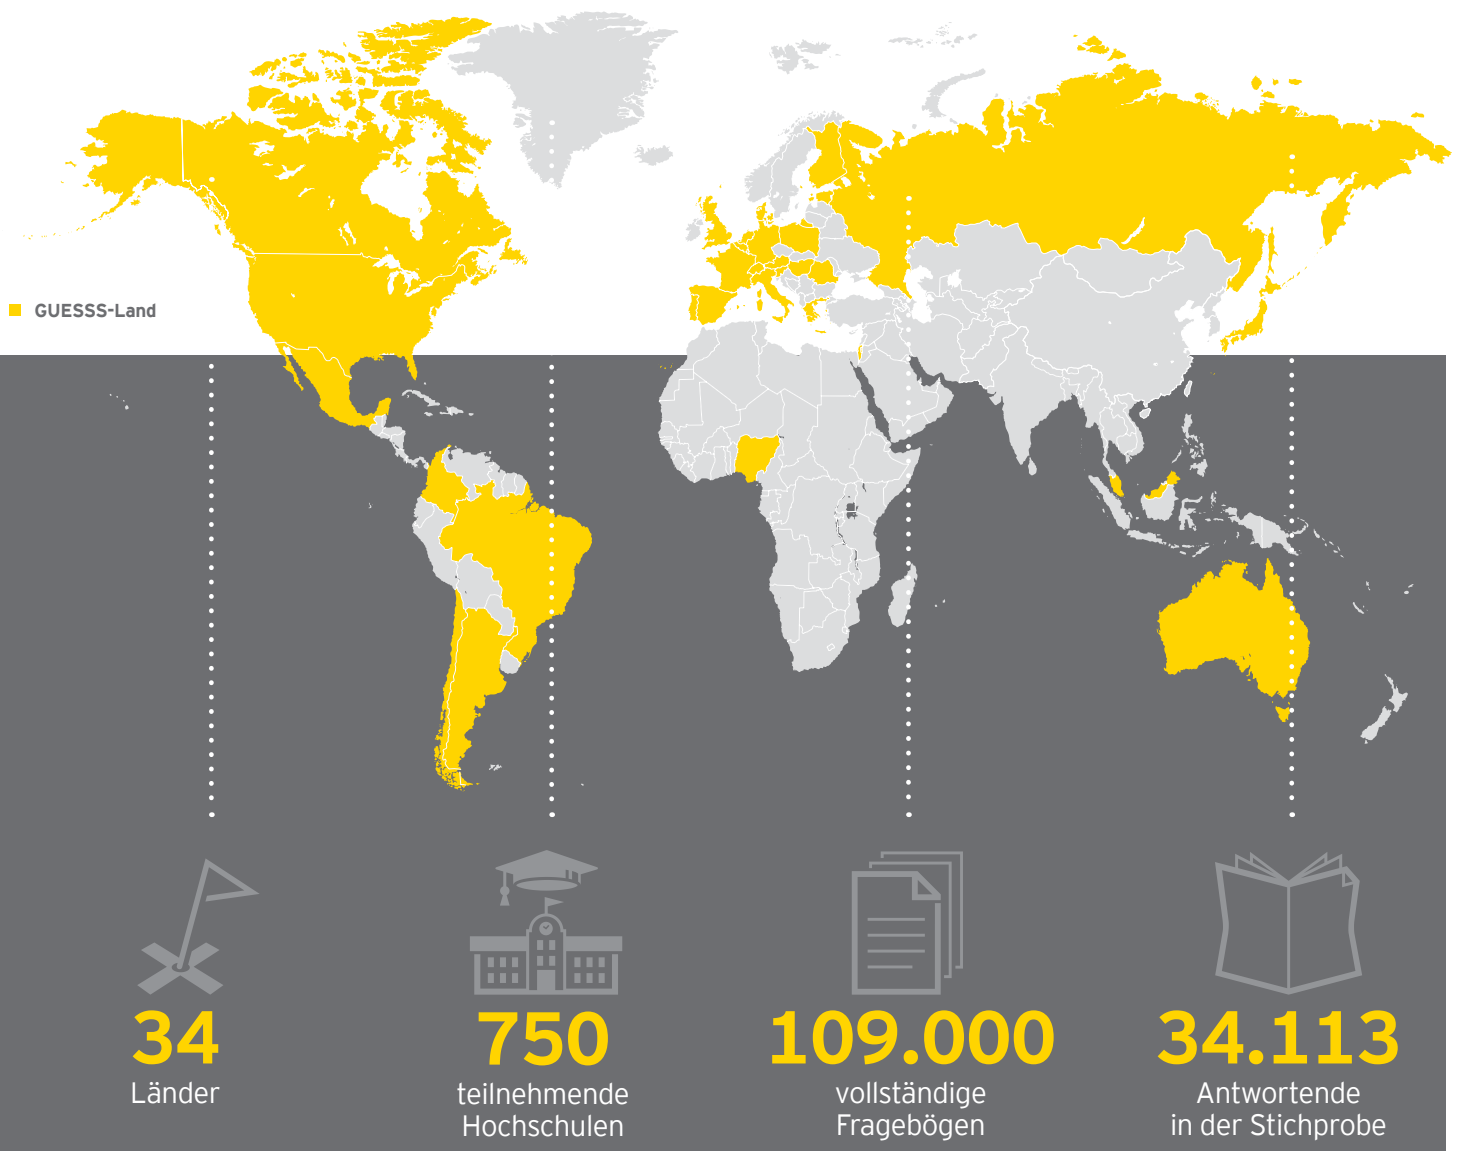 GUESSS-Land
34
Länder
750
teilnehmende
Hochschulen
109.000
vollständige
Fragebögen
34.113
Antwortende
in der Stichprobe